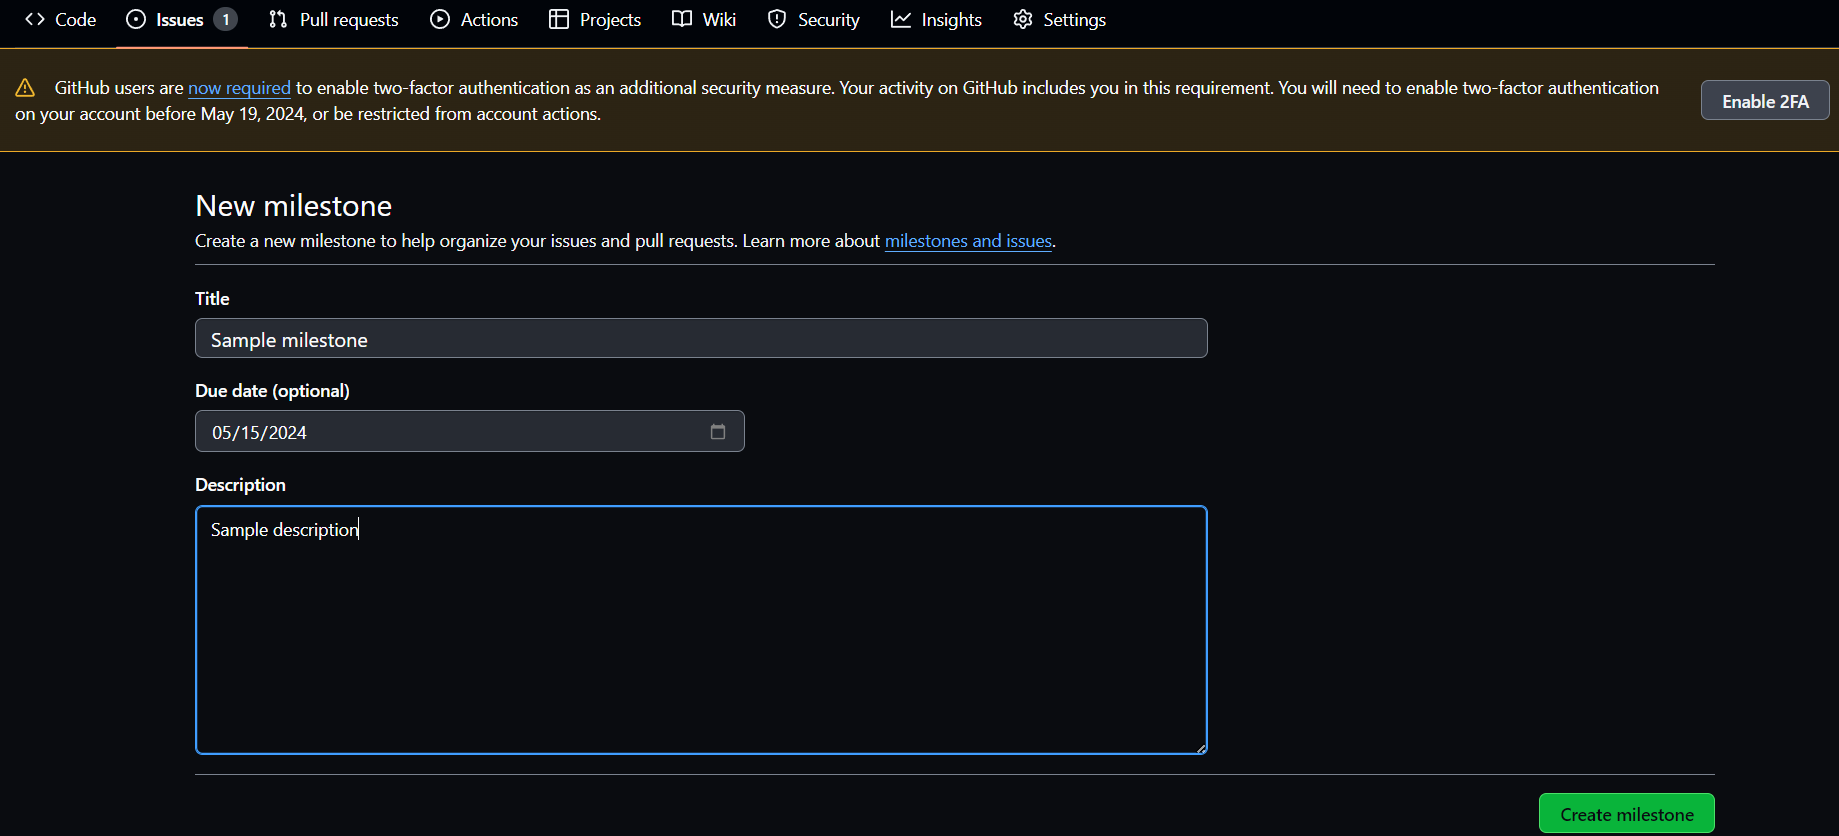 Code Issues 1 Pull requests Actions Projects Wiki Security Insights Settings
GitHub users are now required to enable two-factor authentication as an additional security measure. Your activity on GitHub includes you in this requirement. You will need to enable two-factor authentication
on your account before May 19, 2024, or be restricted from account actions.
Enable 2FA
New milestone
Create a new milestone to help organize your issues and pull requests. Learn more about milestones and issues.
Title
Sample milestone
Due date (optional)
05/15/2024
Description
Sample description
Create milestone